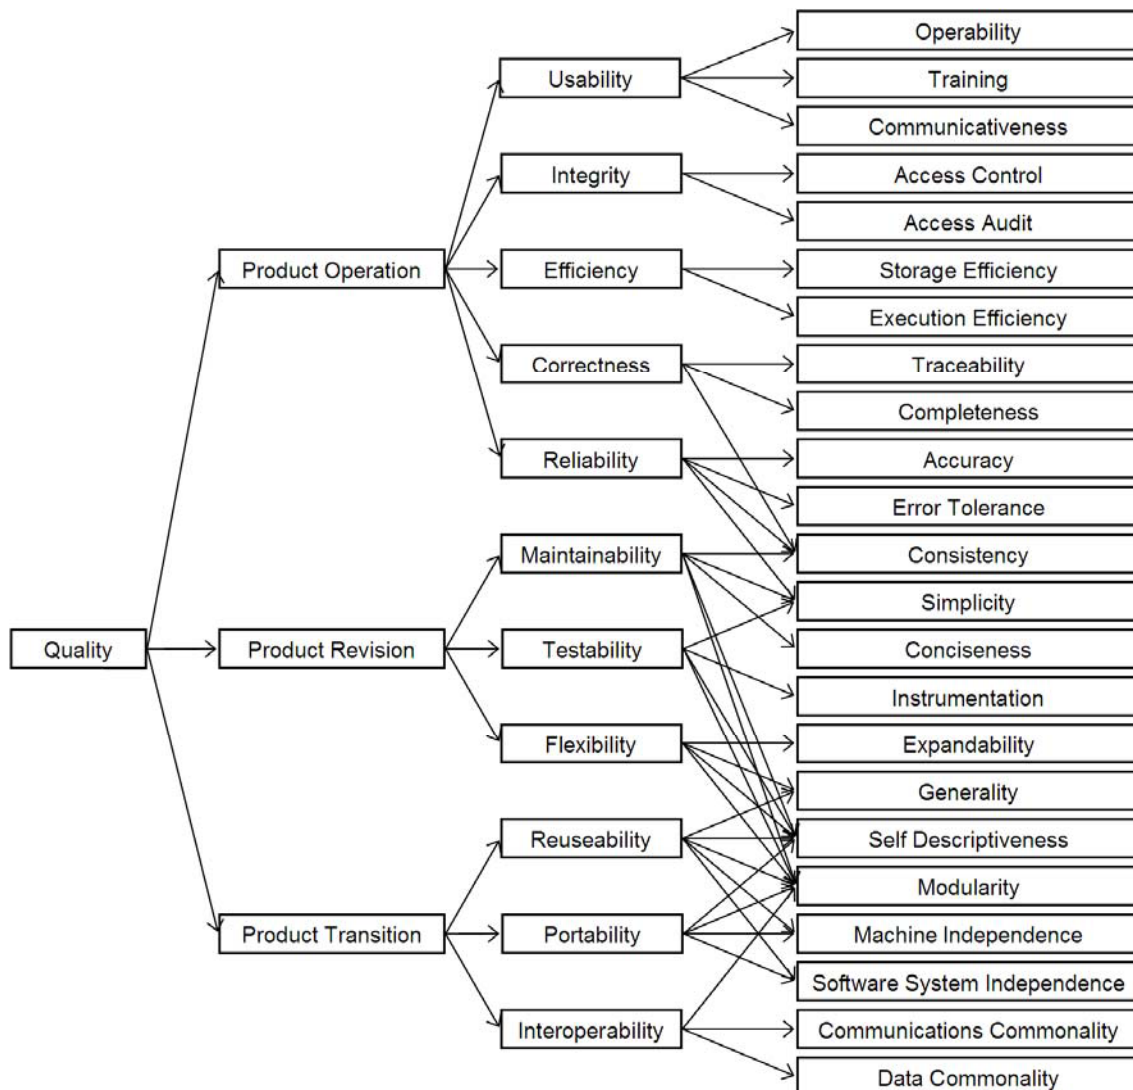 Operability
Usability
Training
Communicativeness
Integrity
Access Control
Access Audit
Product Operation
Efficiency
Storage Efficiency
Execution Efficiency
Correctness
Traceability
Completeness
Reliability
Accuracy
Error Tolerance
Maintainability
Consistency
Simplicity
Quality
Product Revision
Testability
Conciseness
Instrumentation
Flexibility
Expandability
Generality
Reuseability
Self Descriptiveness
Modularity
Product Transition
Portability
Machine Independence
Software System Independence
Interoperability
Communications Commonality
Data Commonality